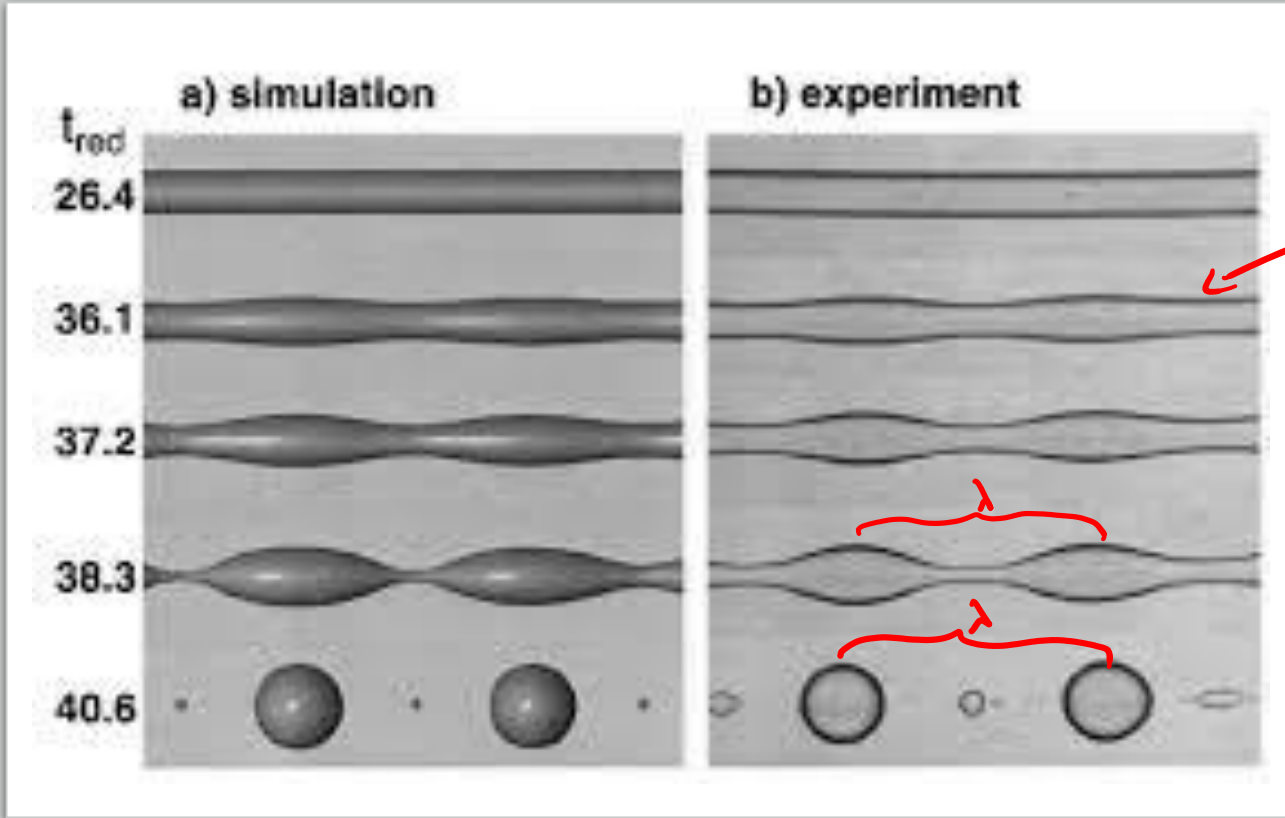 a) simulation
b) experiment
t_red
26.4
36.1
37.2
λ
38.3
λ
40.6